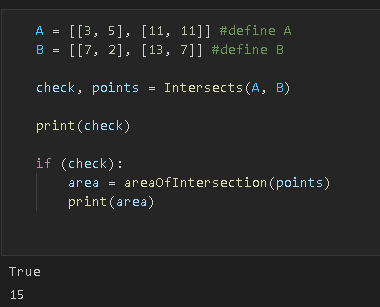 A = [[3, 5], [11, 11]] #define A
B = [[7, 2], [13, 7]] #define B
check, points = Intersects(A, B)
print(check)
if (check):
    area = areaOfIntersection(points)
    print(area)
True
15